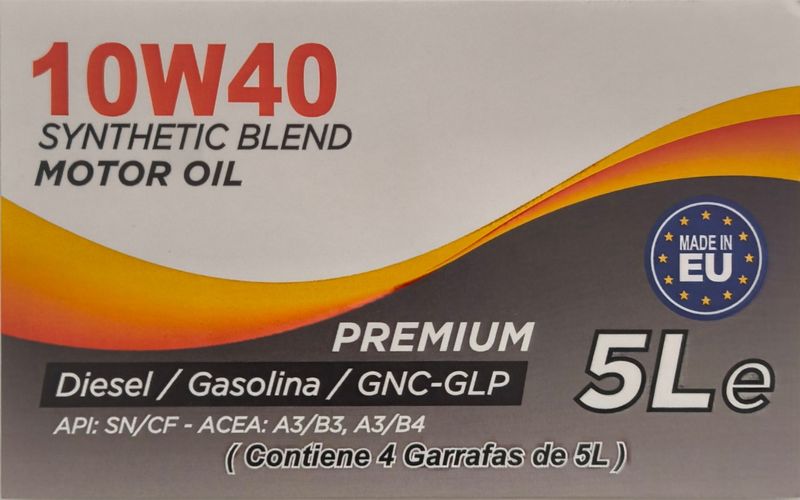 10W40
SYNTHETIC BLEND
MOTOR OIL
MADE IN
EU
PREMIUM
5L e
Diesel / Gasolina / GNC-GLP
API: SN/CF - ACEA: A3/B3, A3/B4
( Contiene 4 Garrafas de 5L )